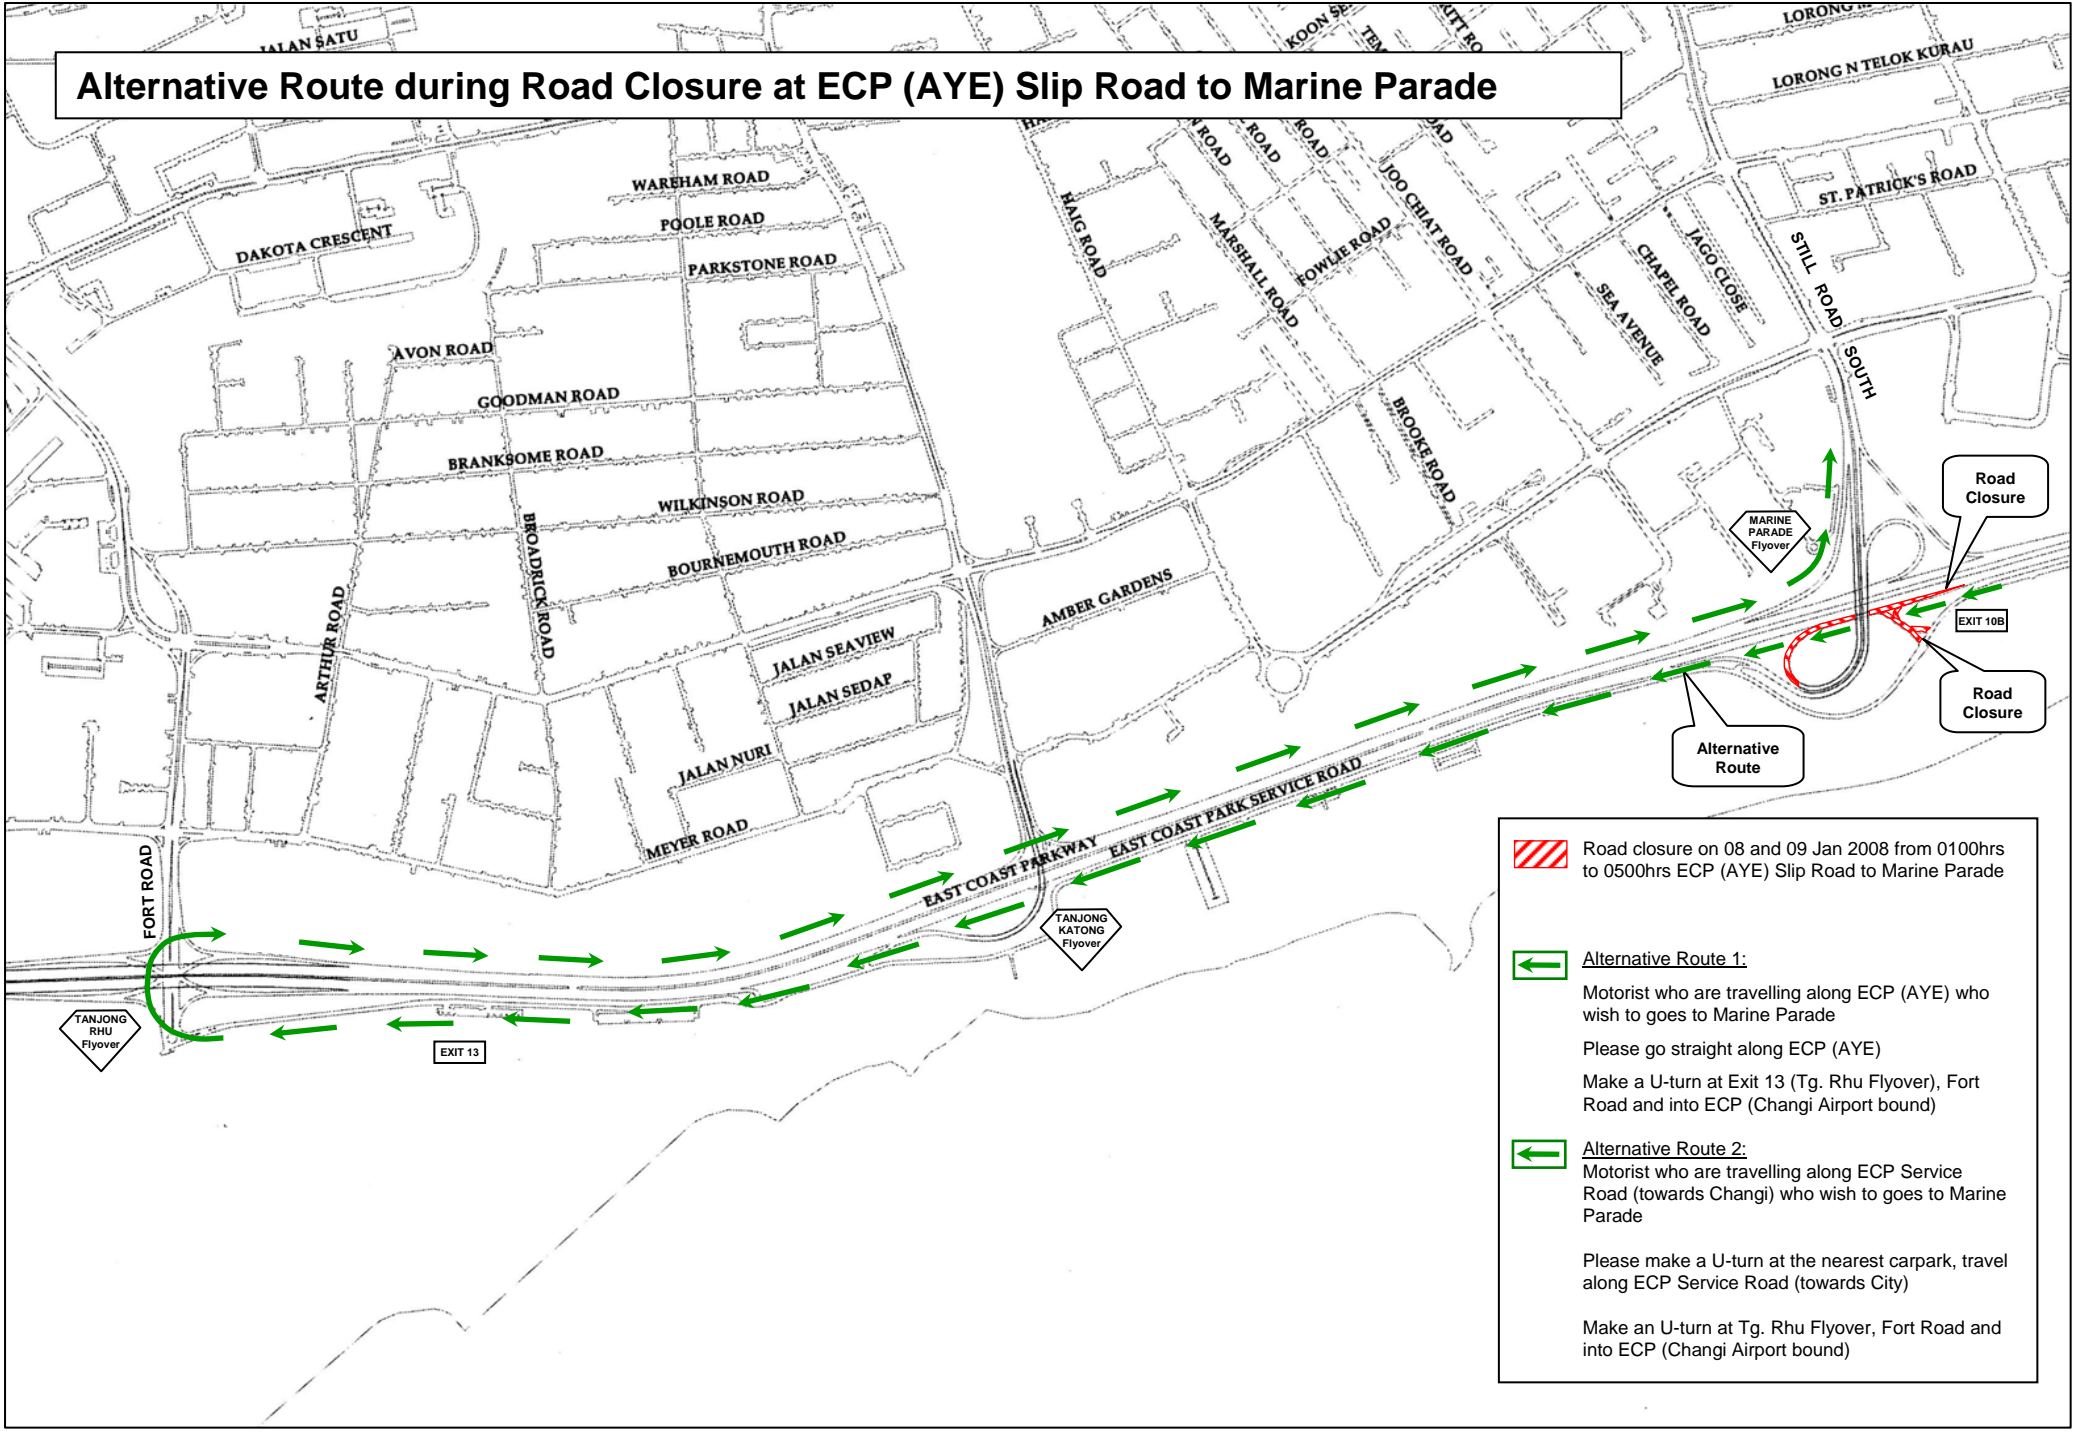 JALAN SATU
Alternative Route during Road Closure at ECP (AYE) Slip Road to Marine Parade
LORONG
LORONG N TELOK KURAU
KOON
ROAD
ROAD
ROAD
WAREHAM ROAD
POOLE ROAD
PARKSTONE ROAD
DAKOTA CRESCENT
HAIG ROAD
MARSHALL ROAD
FOWLIE ROAD
JOO CHIAT ROAD
SEA AVENUE
CHAPEL ROAD
JAGO CLOSE
ST. PATRICK'S ROAD
STILL ROAD SOUTH
AVON ROAD
GOODMAN ROAD
BRANKSOME ROAD
WILKINSON ROAD
BOURNEMOUTH ROAD
BROOKE ROAD
BROADRICK ROAD
ARTHUR ROAD
AMBER GARDENS
JALAN SEAVIEW
JALAN SEDAP
JALAN NURI
MEYER ROAD
FORT ROAD
EAST COAST PARKWAY
EAST COAST PARK SERVICE ROAD
MARINE
PARADE
Flyover
Road
Closure
EXIT 10B
Road
Closure
Alternative
Route
TANJONG
KATONG
Flyover
TANJONG
RHU
Flyover
EXIT 13
Road closure on 08 and 09 Jan 2008 from 0100hrs
to 0500hrs ECP (AYE) Slip Road to Marine Parade
Alternative Route 1:
Motorist who are travelling along ECP (AYE) who
wish to goes to Marine Parade
Please go straight along ECP (AYE)
Make a U-turn at Exit 13 (Tg. Rhu Flyover), Fort
Road and into ECP (Changi Airport bound)
Alternative Route 2:
Motorist who are travelling along ECP Service
Road (towards Changi) who wish to goes to Marine
Parade
Please make a U-turn at the nearest carpark, travel
along ECP Service Road (towards City)
Make an U-turn at Tg. Rhu Flyover, Fort Road and
into ECP (Changi Airport bound)